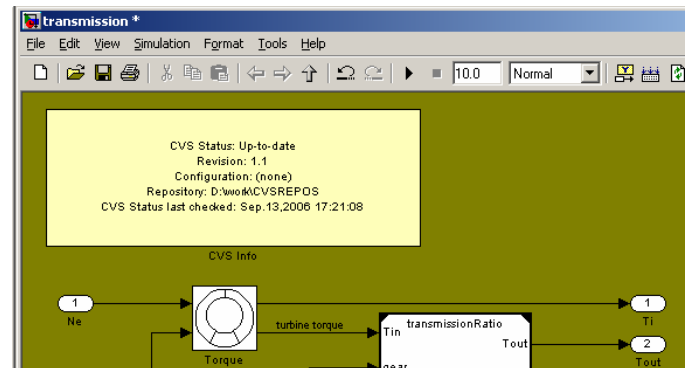 transmission *
File Edit View Simulation Format Tools Help
10.0 Normal
CVS Status: Up-to-date
Revision: 1.1
Configuration: (none)
Repository: D:\work\CVSREPOS
CVS Status last checked: Sep.13,2006 17:21:08
CVS Info
1
Ne
Torque
turbine torque
transmissionRatio
Tin
Tout
gear
1
Ti
2
Tout